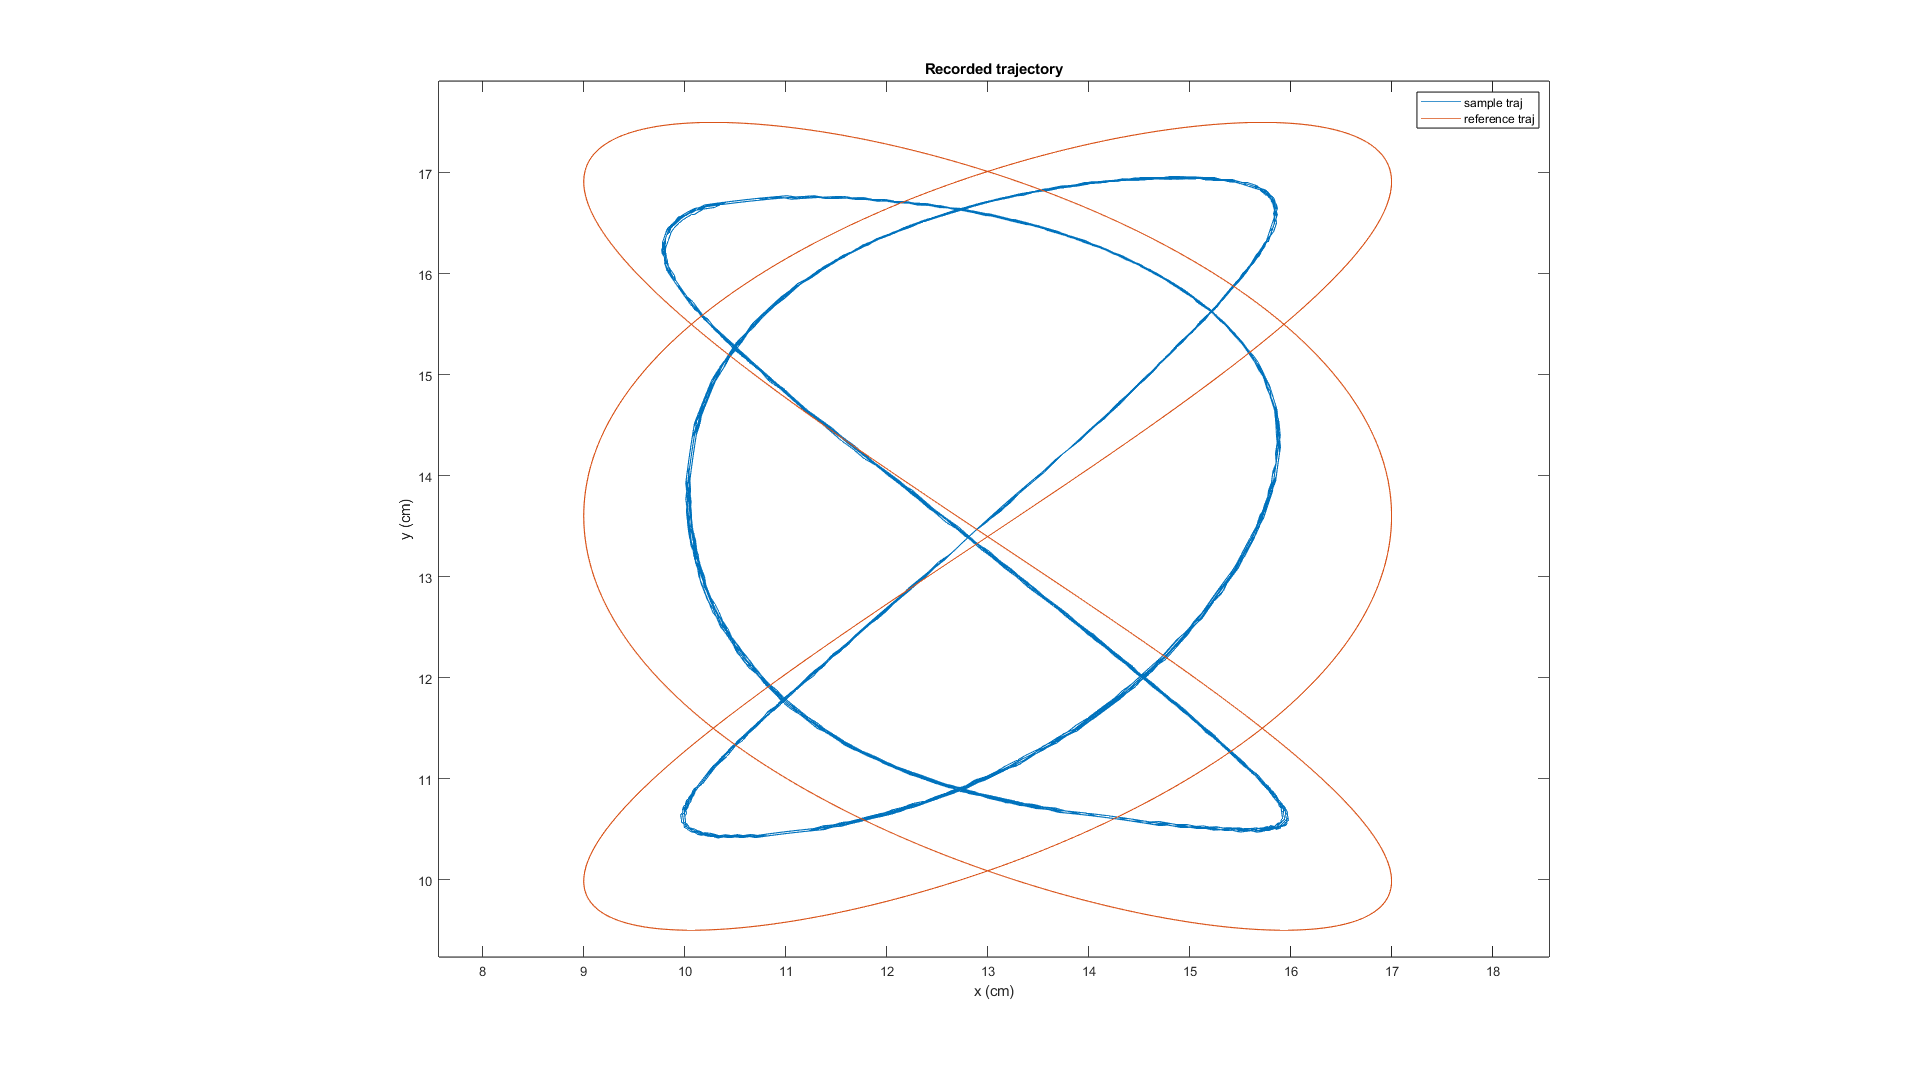 Recorded trajectory
sample traj
reference traj
17
16
15
14
13
12
11
10
y (cm)
8 9 10 11 12 13 14 15 16 17 18
x (cm)